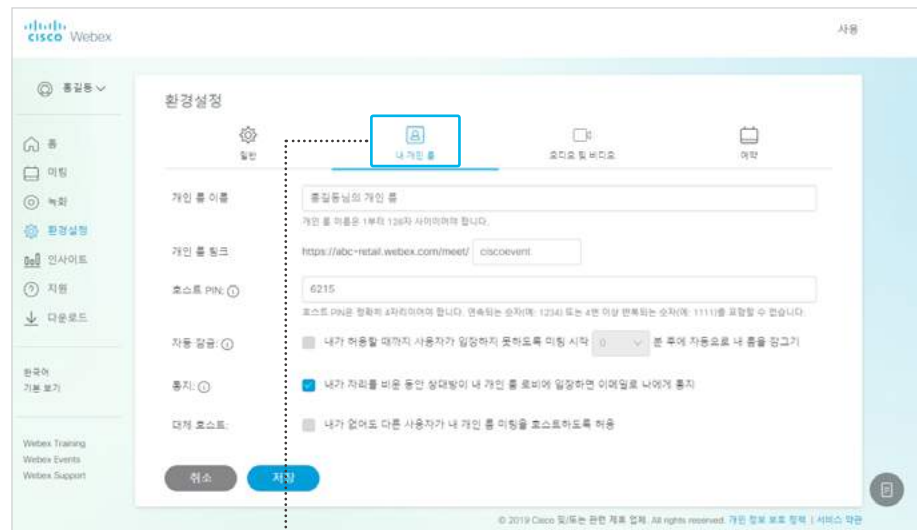 CISCO Webex
사용
홍길동
환경설정
홈
미팅
녹화
환경설정
인사이트
지원
다운로드
한국어
기본 보기
Webex Training
Webex Events
Webex Support
일반
내 개인 룸
오디오 및 비디오
예약
개인 룸 이름
홍길동님의 개인 룸
개인 룸 이름은 1부터 128자 사이이어야 합니다.
개인 룸 링크
https://abc-retail.webex.com/meet/ ciscoevent
호스트 PIN:
6215
호스트 PIN은 정확히 4자리이어야 합니다. 연속되는 숫자(예: 1234) 또는 4번 이상 반복되는 숫자(예: 1111)를 포함할 수 없습니다.
자동 잠금:
내가 허용할 때까지 사용자가 입장하지 못하도록 미팅 시작 0 분 후에 자동으로 내 룸을 잠그기
통지:
내가 자리를 비운 동안 상대방이 내 개인 룸 로비에 입장하면 이메일로 나에게 통지
대체 호스트:
내가 없어도 다른 사용자가 내 개인 룸 미팅을 호스트하도록 허용
취소
저장
© 2019 Cisco 및/또는 관련 제휴 업체. All rights reserved. 개인 정보 보호 정책 | 서비스 약관